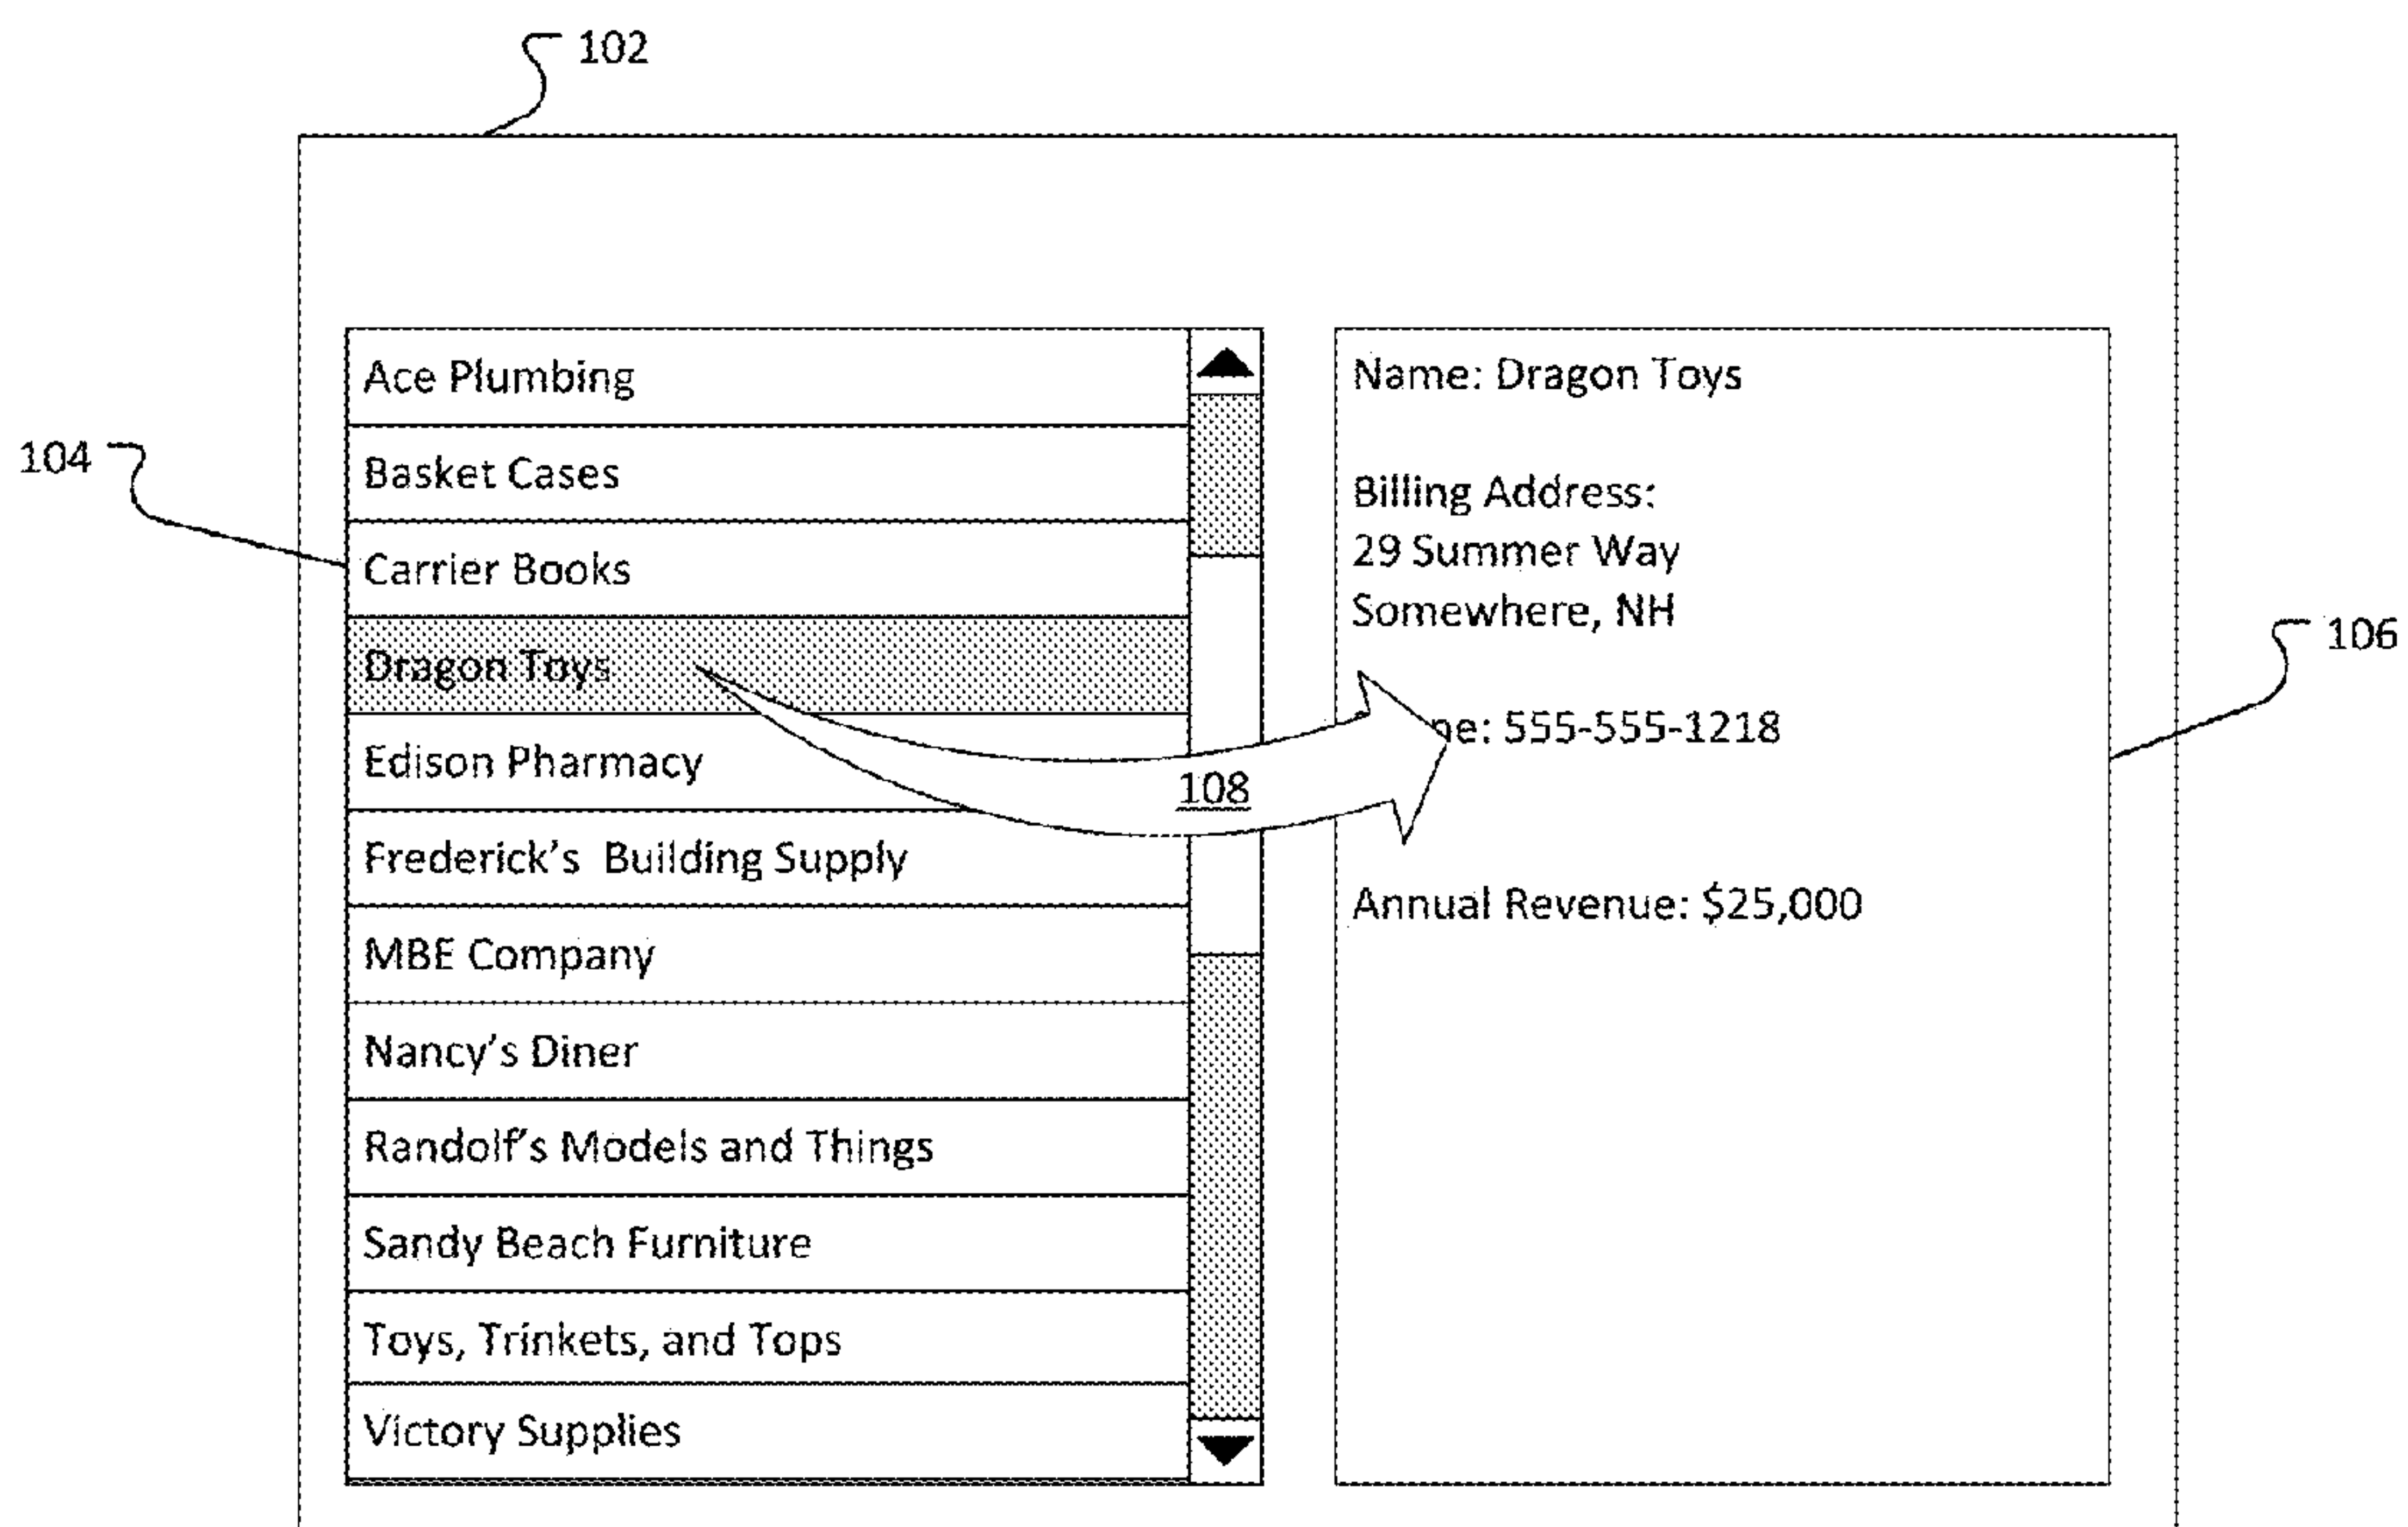 102
104
Ace Plumbing
Basket Cases
Carrier Books
Dragon Toys
Edison Pharmacy
Frederick's Building Supply
MBE Company
Nancy's Diner
Randolf's Models and Things
Sandy Beach Furniture
Toys, Trinkets, and Tops
Victory Supplies
108
Name: Dragon Toys
Billing Address:
29 Summer Way
Somewhere, NH
555-555-1218
Annual Revenue: $25,000
106